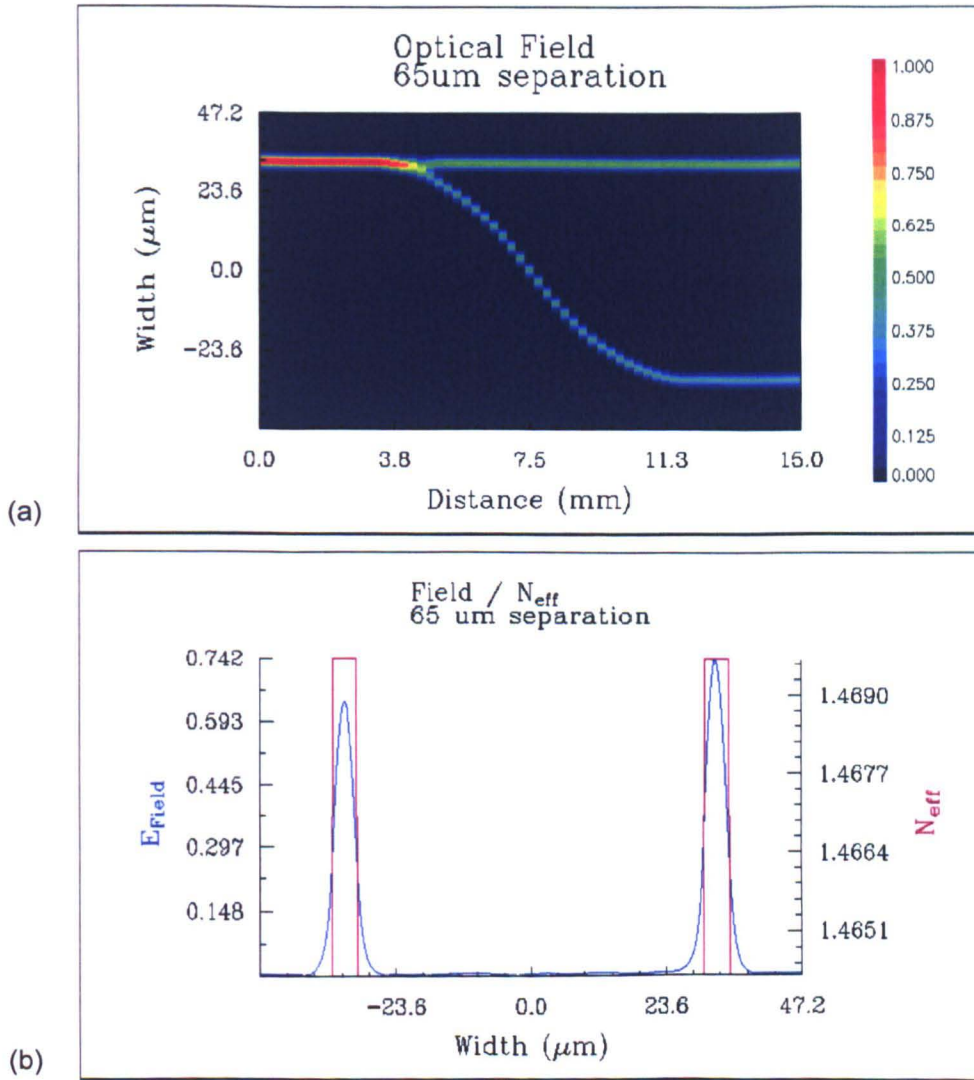 Optical Field
65um separation
47.2
23.6
0.0
-23.6
Width (μm)
0.0 3.8 7.5 11.3 15.0
Distance (mm)
1.000
0.875
0.750
0.625
0.500
0.375
0.250
0.125
0.000
(a)
Field / Neff
65 um separation
0.742
0.593
0.445
0.297
0.148
EField
1.4690
1.4677
1.4664
1.4651
Neff
-23.6 0.0 23.6 47.2
Width (μm)
(b)